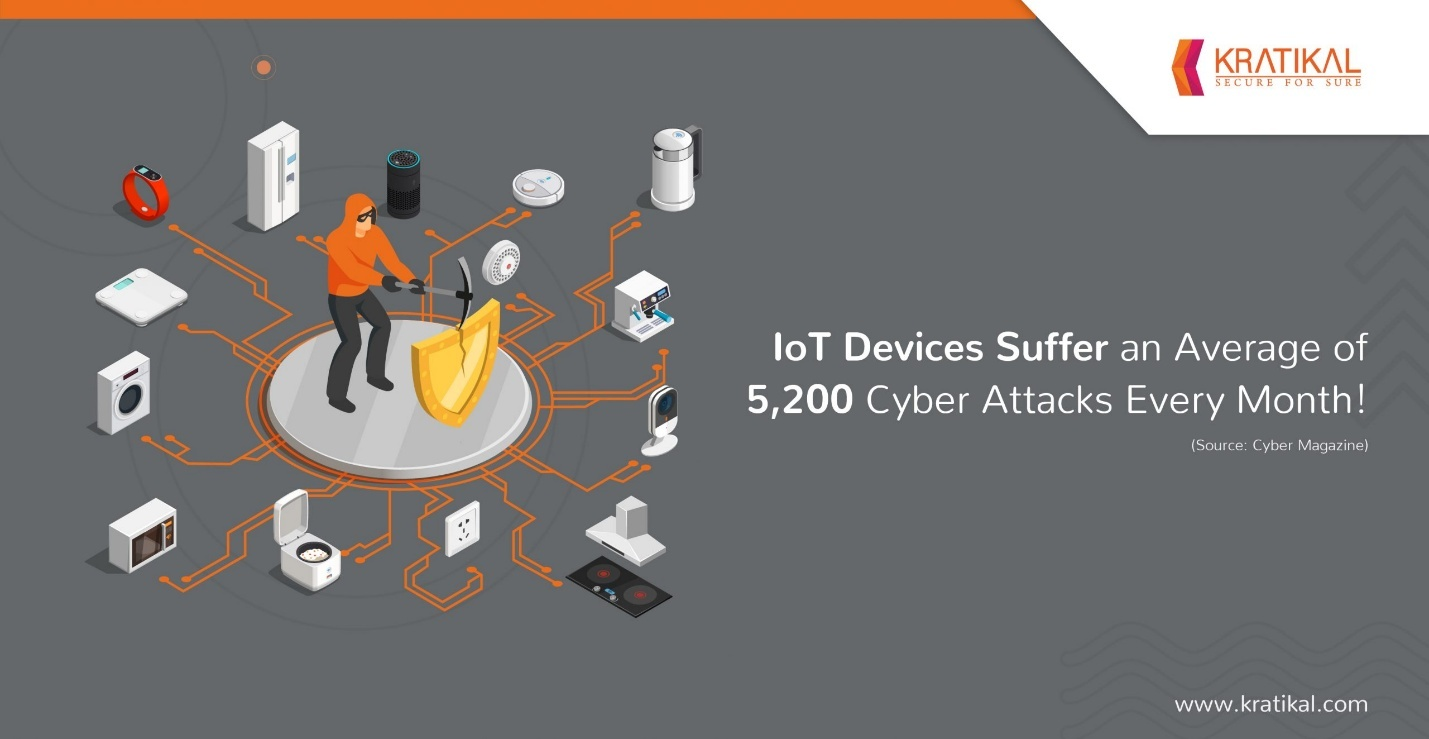 KRATIKAL
SECURE FOR SURE
IoT Devices Suffer an Average of
5,200 Cyber Attacks Every Month!
(Source: Cyber Magazine)
www.kratikal.com